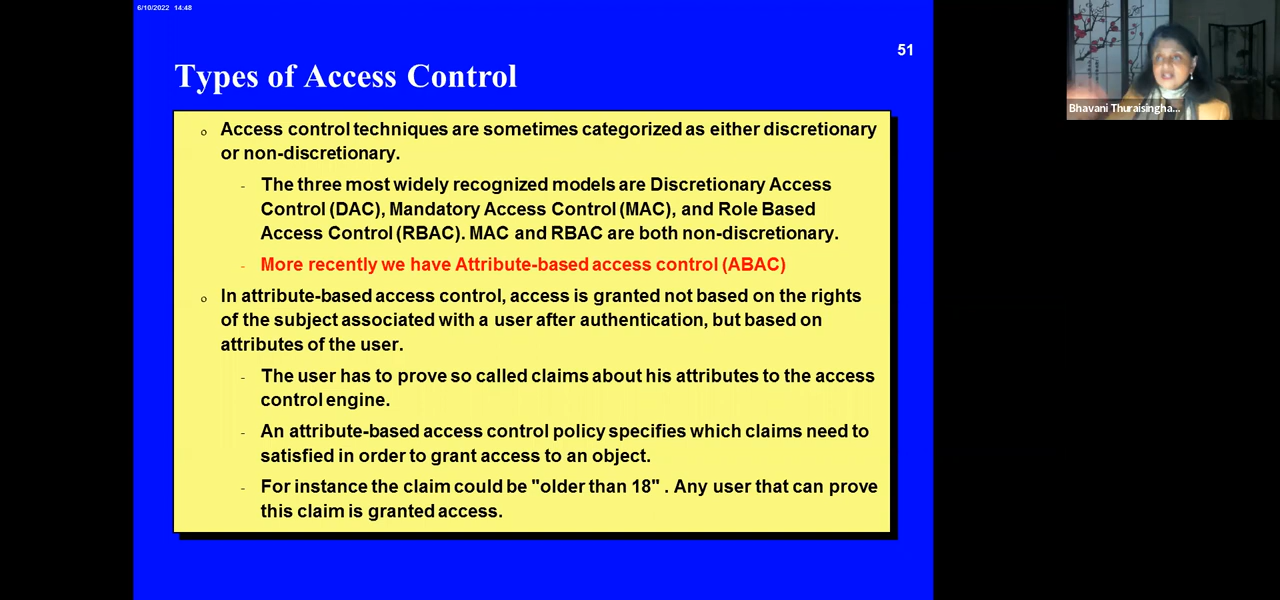 6/10/2022 14:48
51
Types of Access Control
o Access control techniques are sometimes categorized as either discretionary
or non-discretionary.
- The three most widely recognized models are Discretionary Access
Control (DAC), Mandatory Access Control (MAC), and Role Based
Access Control (RBAC). MAC and RBAC are both non-discretionary.
- More recently we have Attribute-based access control (ABAC)
o In attribute-based access control, access is granted not based on the rights
of the subject associated with a user after authentication, but based on
attributes of the user.
- The user has to prove so called claims about his attributes to the access
control engine.
- An attribute-based access control policy specifies which claims need to
satisfied in order to grant access to an object.
- For instance the claim could be "older than 18" . Any user that can prove
this claim is granted access.
Bhavani Thuraisingha...